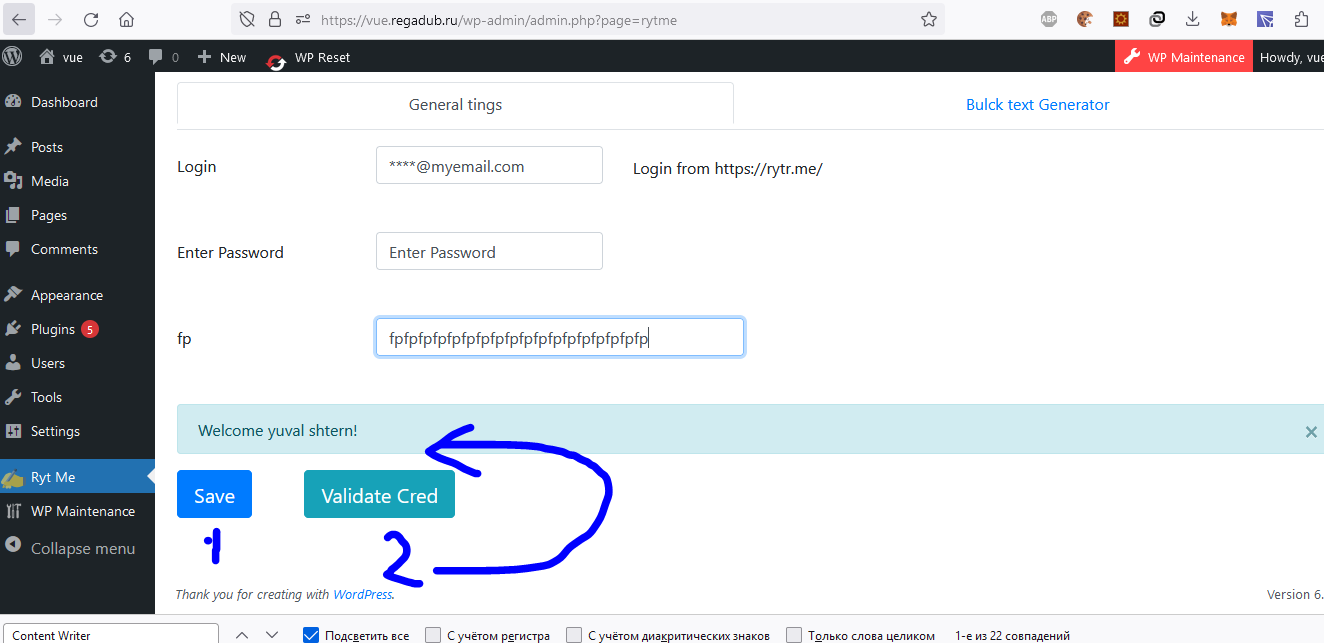 https://vue.regadub.ru/wp-admin/admin.php?page=rytme
ABP
vue 6 0 New WP Reset WP Maintenance Howdy, vue
Dashboard
Posts
Media
Pages
Comments
Appearance
Plugins 5
Users
Tools
Settings
Ryt Me
WP Maintenance
Collapse menu
General tings Bulck text Generator
Login ****@myemail.com Login from https://rytr.me/
Enter Password Enter Password
fp fpfpfpfpfpfpfpfpfpfpfpfpfpfpfpfpfpfp
Welcome yuval shtern! ×
Save Validate Cred
1 2
Thank you for creating with WordPress. Version 6.
Content Writer Подсветить все С учётом регистра С учётом диакритических знаков Только слова целиком 1-е из 22 совпадений